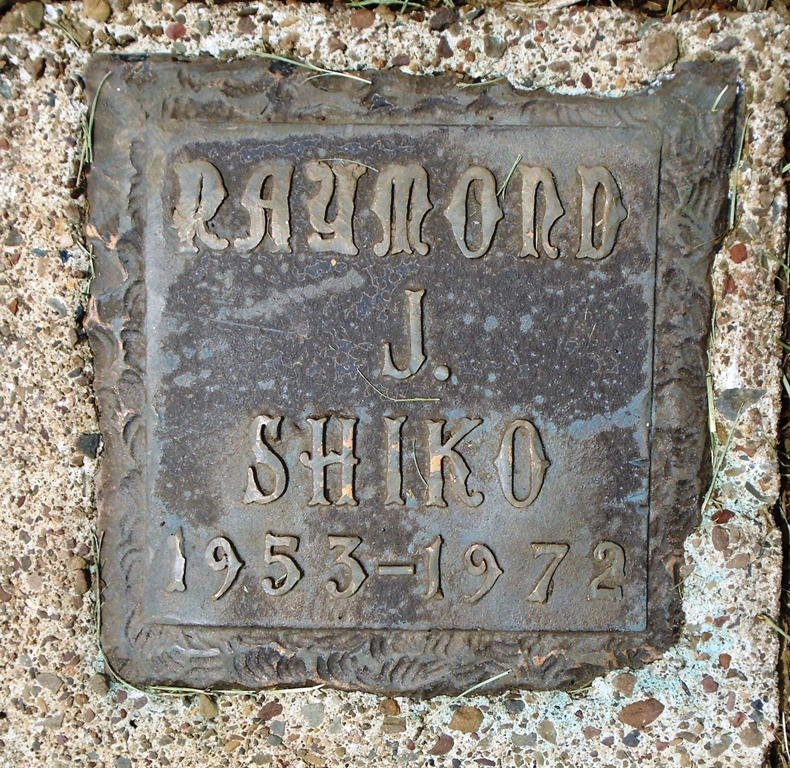 RAYMOND
J.
SHIKO
1953-1972